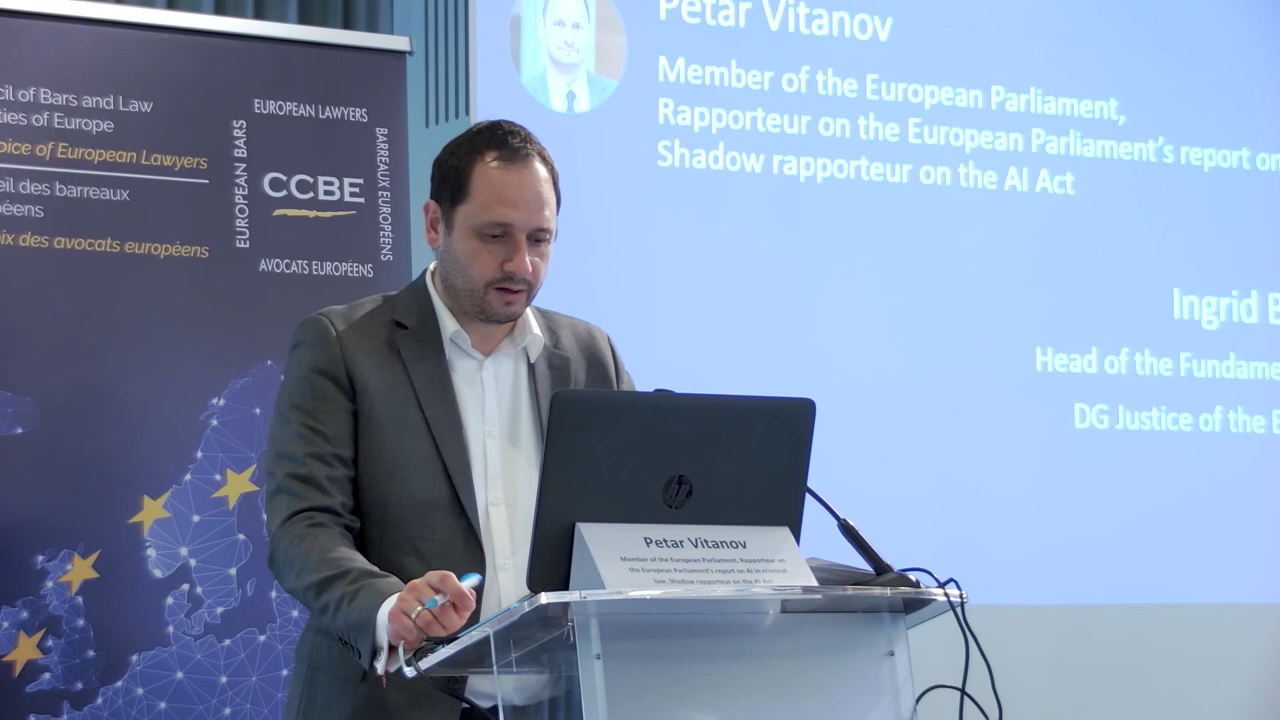 cil of Bars and Law
ties of Europe
oice of European Lawyers
eil des barreaux
péens
ix des avocats européens
EUROPEAN LAWYERS
EUROPEAN BARS
BARREAUX EUROPÉENS
CCBE
AVOCATS EUROPÉENS
Petar Vitanov
Member of the European Parliament,
Rapporteur on the European Parliament's report on
Shadow rapporteur on the AI Act
Ingrid B
Head of the Fundame
DG Justice of the E
hp
Petar Vitanov
Member of the European Parliament, Rapporteur on
the European Parliament's report on AI in criminal
law, Shadow rapporteur on the AI Act